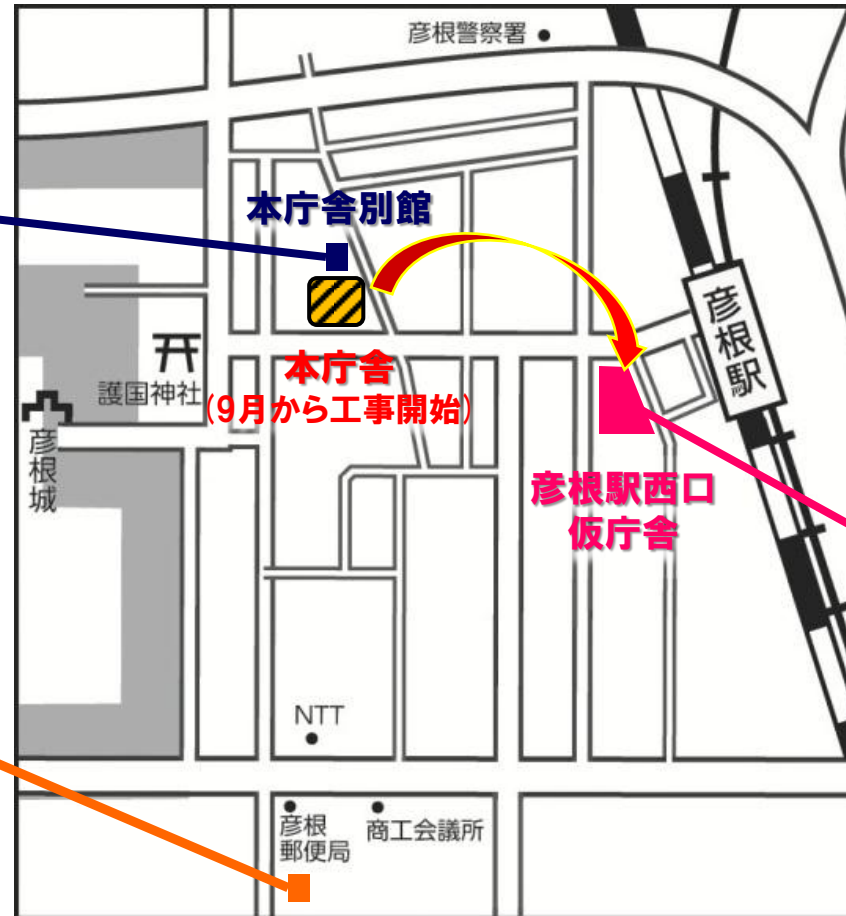 彦根警察署
本庁舎別館
彦根駅
護国神社
本庁舎
(9月から工事開始)
彦根城
彦根駅西口
仮庁舎
NTT
彦根
郵便局
商工会議所